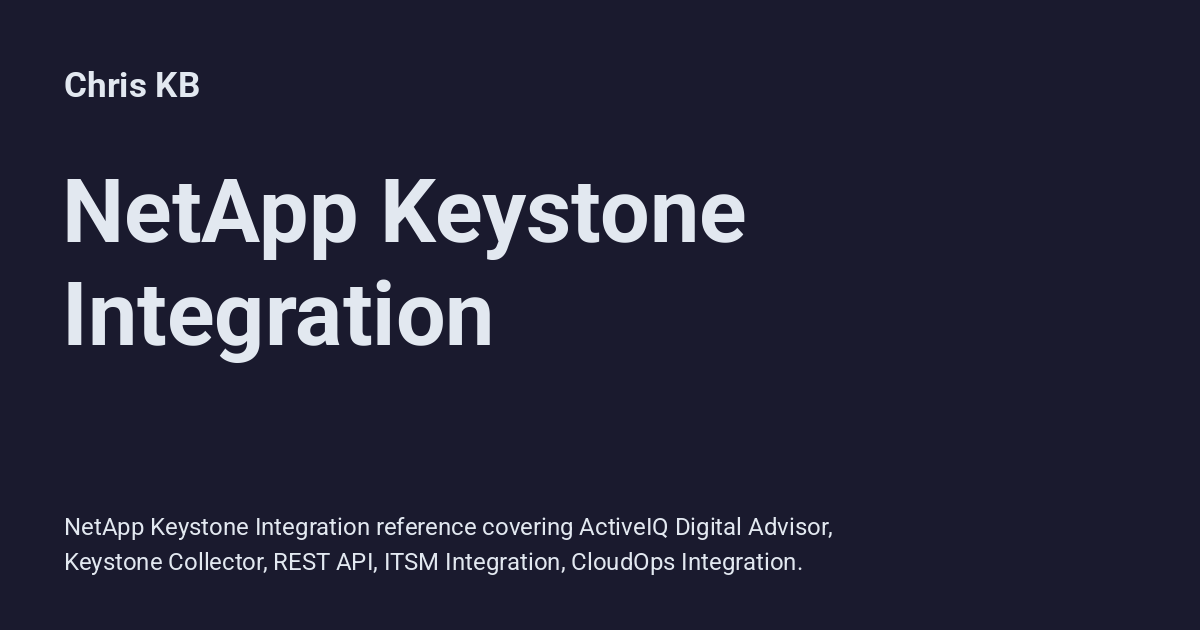 Chris KB
NetApp Keystone
Integration
NetApp Keystone Integration reference covering ActiveIQ Digital Advisor,
Keystone Collector, REST API, ITSM Integration, CloudOps Integration.